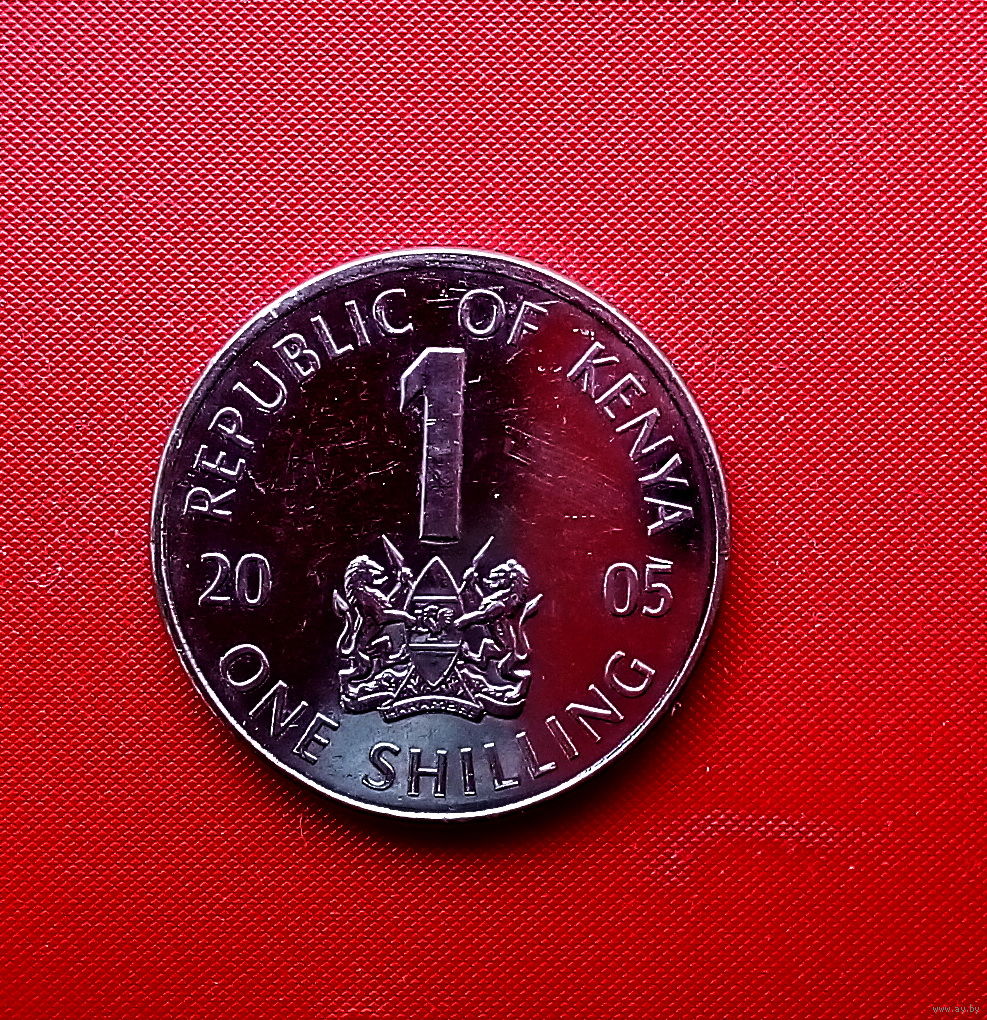 REPUBLIC OF KENYA
1
20 05
ONE SHILLING
www.ay.by